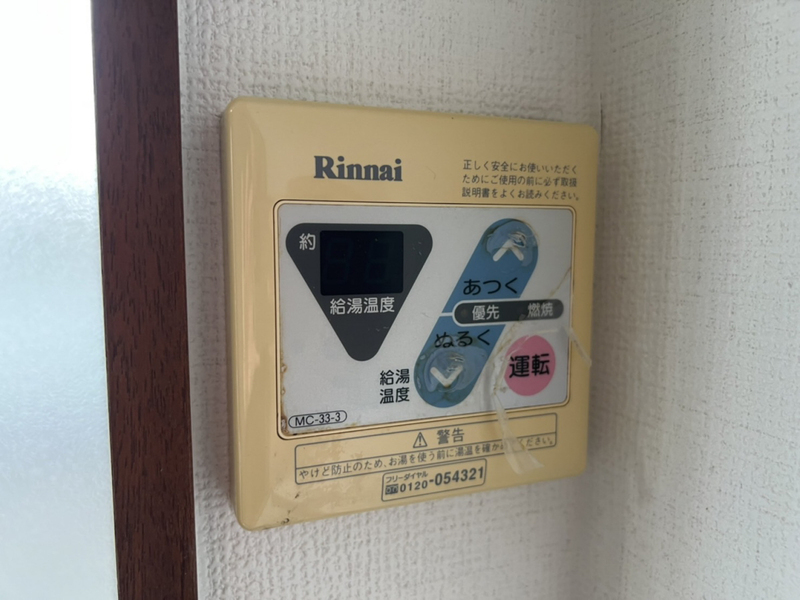 Rinnai
正しく安全にお使いいただく
ためにご使用の前に必ず取扱
説明書をよくお読みください。
約
給湯温度
あつく
優先 燃焼
ぬるく
運転
給湯
温度
MC-33-3
⚠ 警告
やけど防止のため、お湯を使う前に湯温を確かめてください。
フリーダイヤル
0120-054321